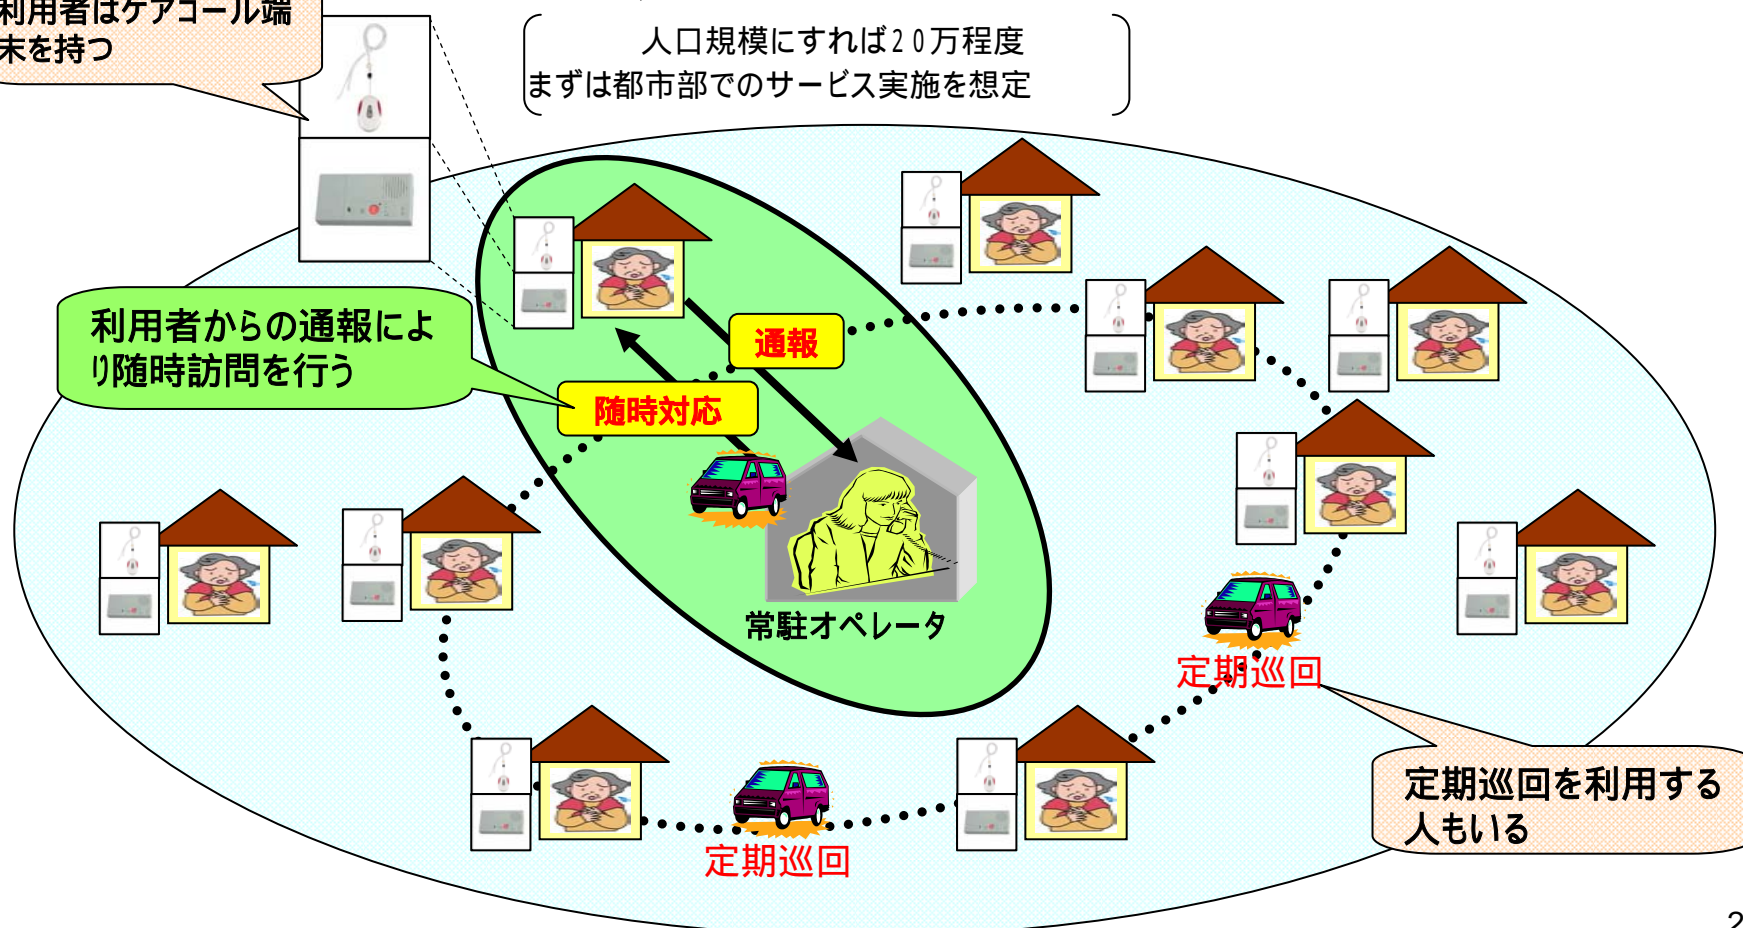 利用者はケアコール端
末を持つ
人口規模にすれば20万程度
まずは都市部でのサービス実施を想定
利用者からの通報によ
り随時訪問を行う
通報
随時対応
常駐オペレータ
定期巡回
定期巡回を利用する
人もいる
定期巡回
2